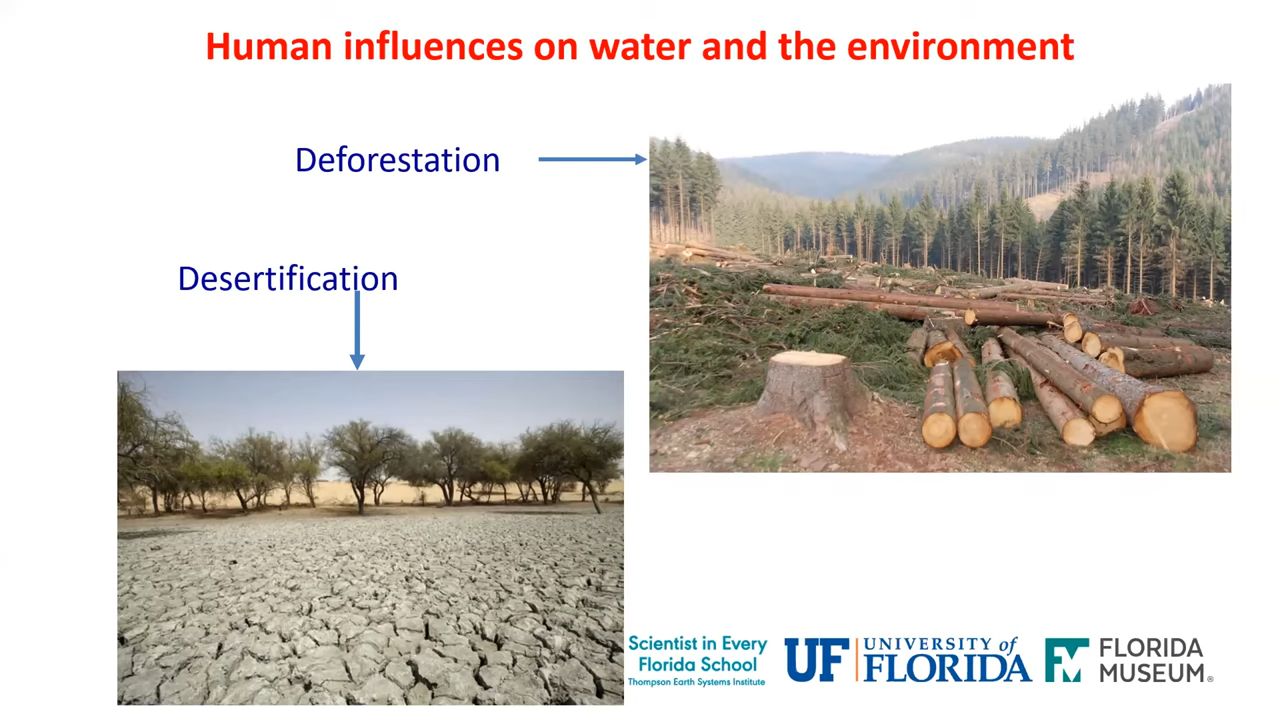 Human influences on water and the environment
Deforestation
Desertification
Scientist in Every
Florida School
Thompson Earth Systems Institute
UF
UNIVERSITY of
FLORIDA
FM
FLORIDA
MUSEUM®